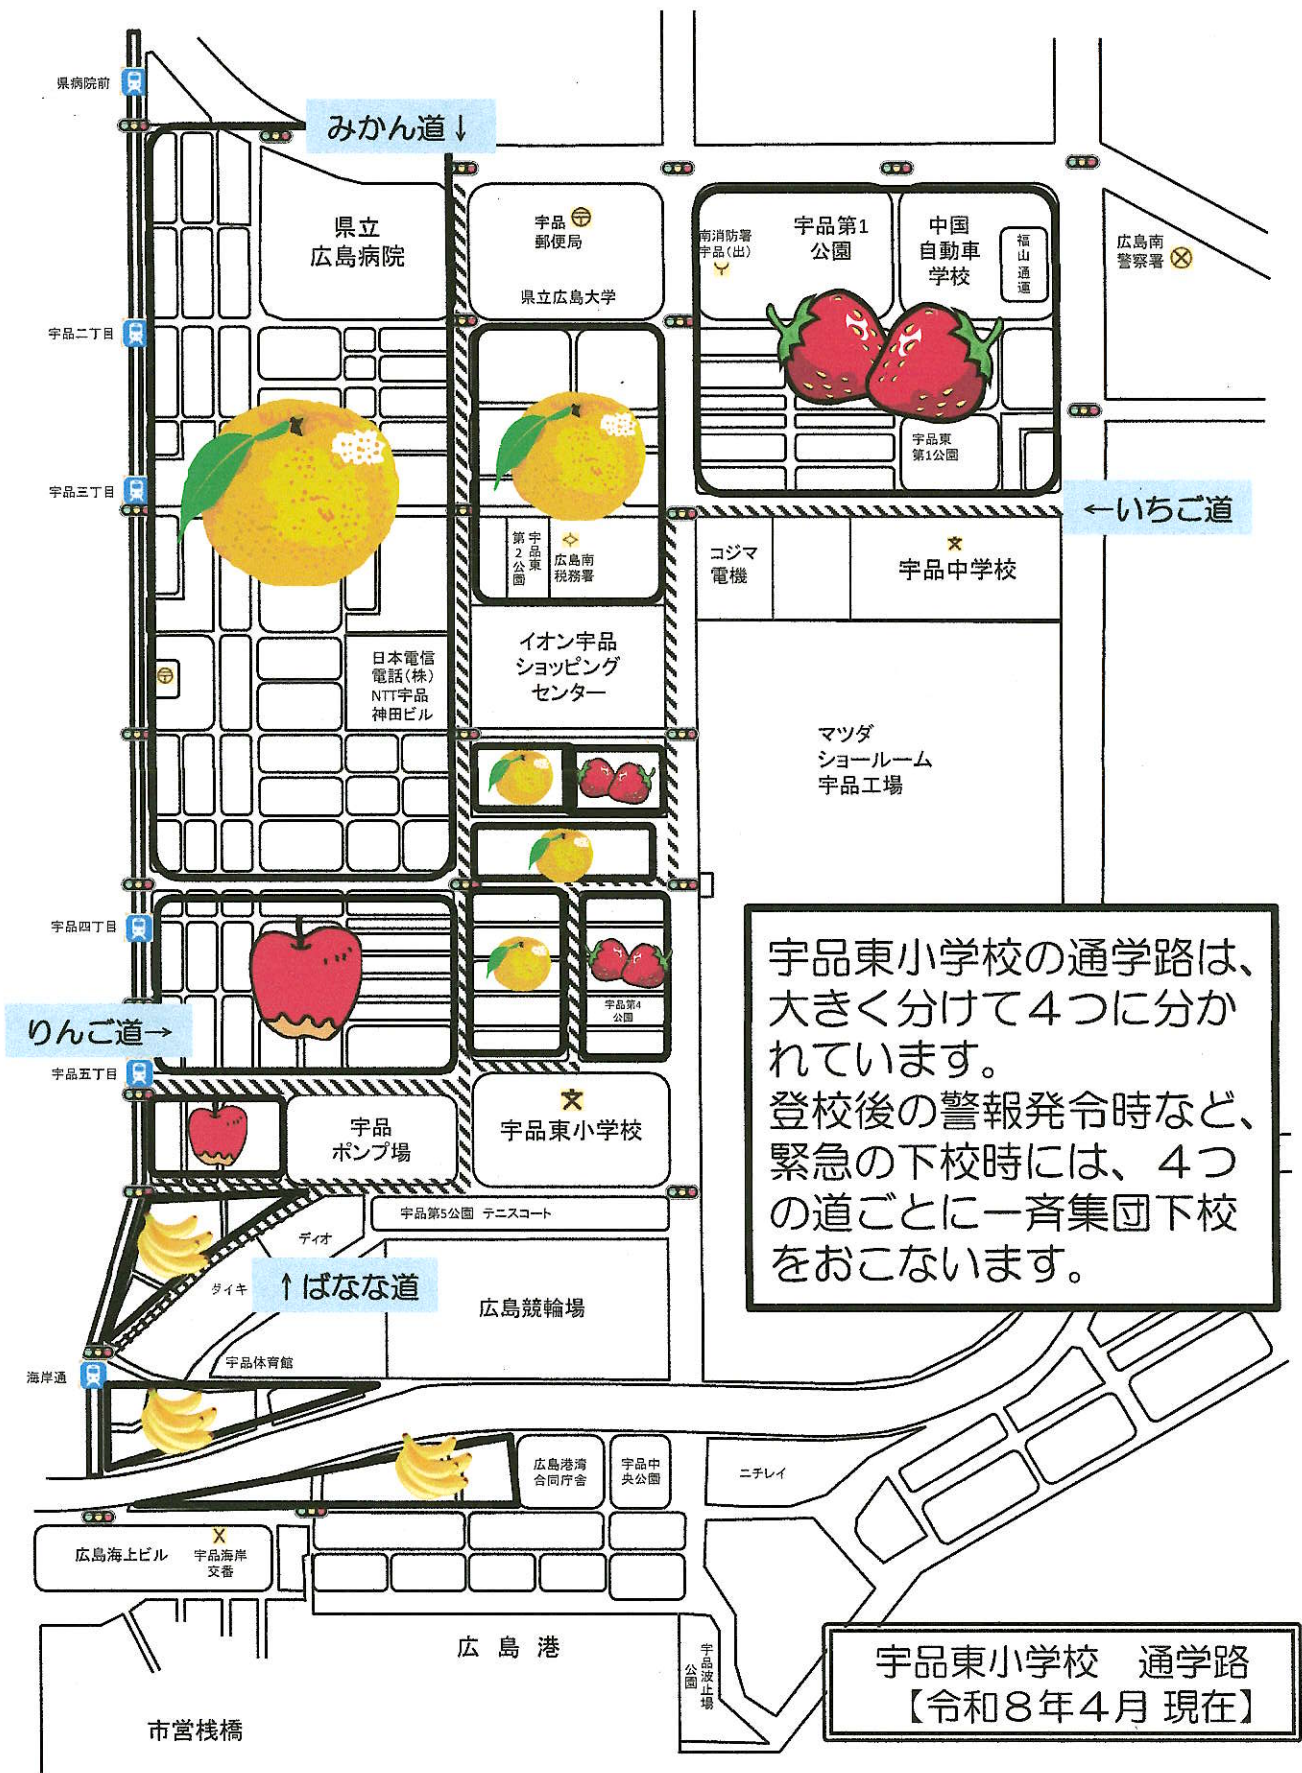 県病院前
みかん道↓
県立
広島病院
宇品
郵便局
県立広島大学
南消防署
宇品(出)
宇品第1
公園
中国
自動車
学校
福山通運
広島南
警察署
宇品二丁目
宇品東
第1公園
宇品三丁目
←いちご道
宇品東
第2公園
広島南
税務署
コジマ
電機
宇品中学校
イオン宇品
ショッピング
センター
日本電信
電話(株)
NTT宇品
神田ビル
マツダ
ショールーム
宇品工場
宇品四丁目
宇品第4
公園
りんご道→
宇品五丁目
宇品
ポンプ場
宇品東小学校
宇品東小学校の通学路は、
大きく分けて4つに分か
れています。
登校後の警報発令時など、
緊急の下校時には、4つ
の道ごとに一斉集団下校
をおこないます。
宇品第5公園 テニスコート
ディオ
ダイキ
↑ばなな道
広島競輪場
宇品体育館
海岸通
広島港湾
合同庁舎
宇品中
央公園
ニチレイ
広島海上ビル
宇品海岸
交番
広島港
宇品波止場
公園
市営桟橋
宇品東小学校 通学路
【令和8年4月 現在】